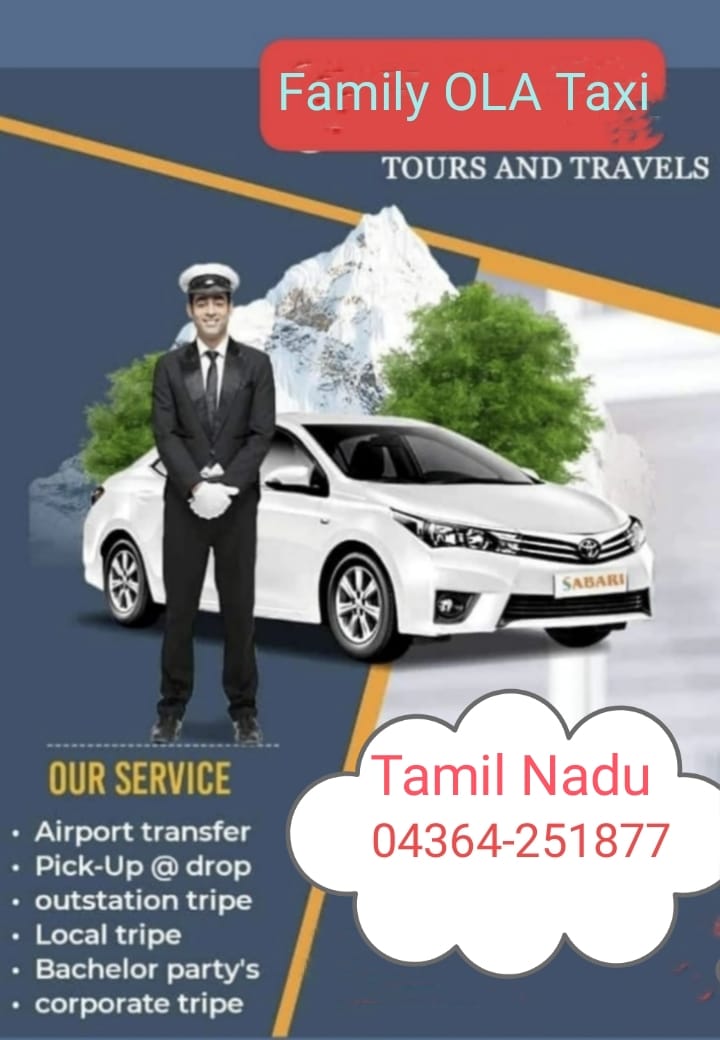 Family OLA Taxi
TOURS AND TRAVELS
SABARI
OUR SERVICE
• Airport transfer
• Pick-Up @ drop
• outstation tripe
• Local tripe
• Bachelor party's
• corporate tripe
Tamil Nadu
04364-251877